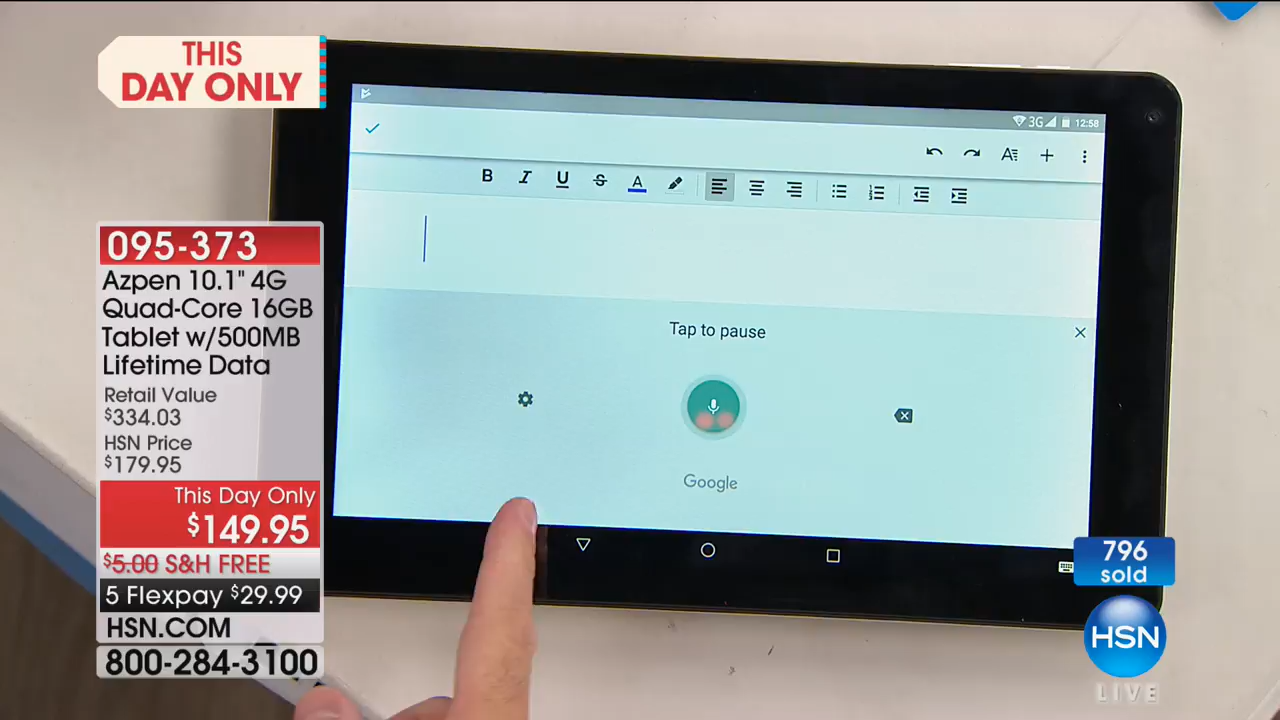 THIS
DAY ONLY
095-373
Azpen 10.1" 4G
Quad-Core 16GB
Tablet w/500MB
Lifetime Data
Retail Value
$334.03
HSN Price
$179.95
This Day Only
$149.95
$5.00 S&H FREE
5 Flexpay $29.99
HSN.COM
800-284-3100
3G 12:58
B I U S A
Tap to pause
Google
796
sold
HSN
LIVE